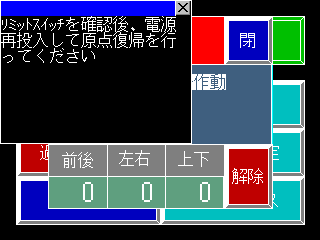 ﾘﾐｯﾄｽｲｯﾁを確認後、電源
再投入して原点復帰を行
ってください
閉
作動
前後 左右 上下
0 0 0
解除